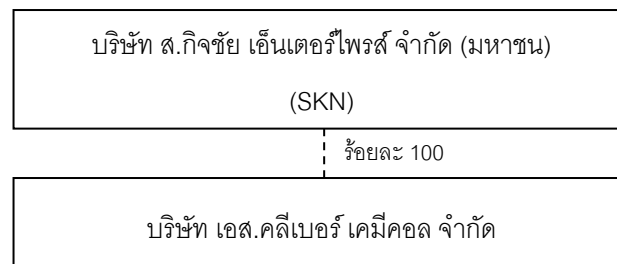 บริษัท ส.กิจชัย เอ็นเตอร์ไพรส์ จำกัด (มหาชน)
(SKN)
ร้อยละ 100
บริษัท เอส.คลีเบอร์ เคมีคอล จำกัด